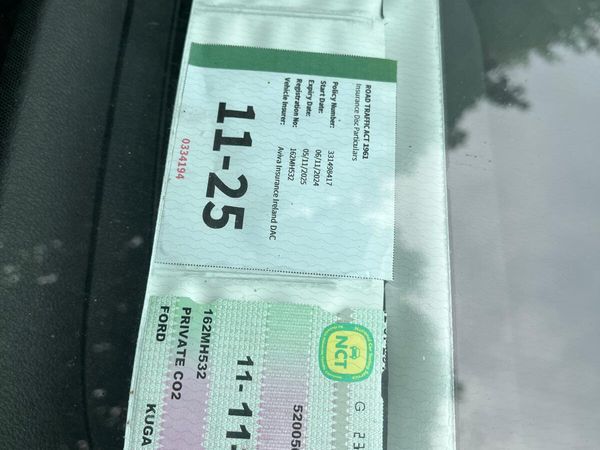 ROAD TRAFFIC ACT 1961
Insurance Disc Particulars
Policy Number: 331498417
Start Date: 06/11/2024
Expiry Date: 05/11/2025
Registration No: 162MH532
Vehicle Insurer: Aviva Insurance Ireland DAC
11-25
0334194
NCT
G 23
52005
11-11-
162MH532
PRIVATE CO2
FORD KUGA